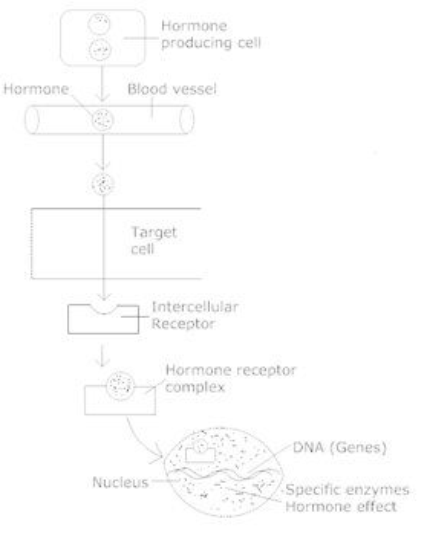 Hormone
producing cell
Hormone
Blood vessel
Target
cell
Intercellular
Receptor
Hormone receptor
complex
DNA (Genes)
Nucleus
Specific enzymes
Hormone effect